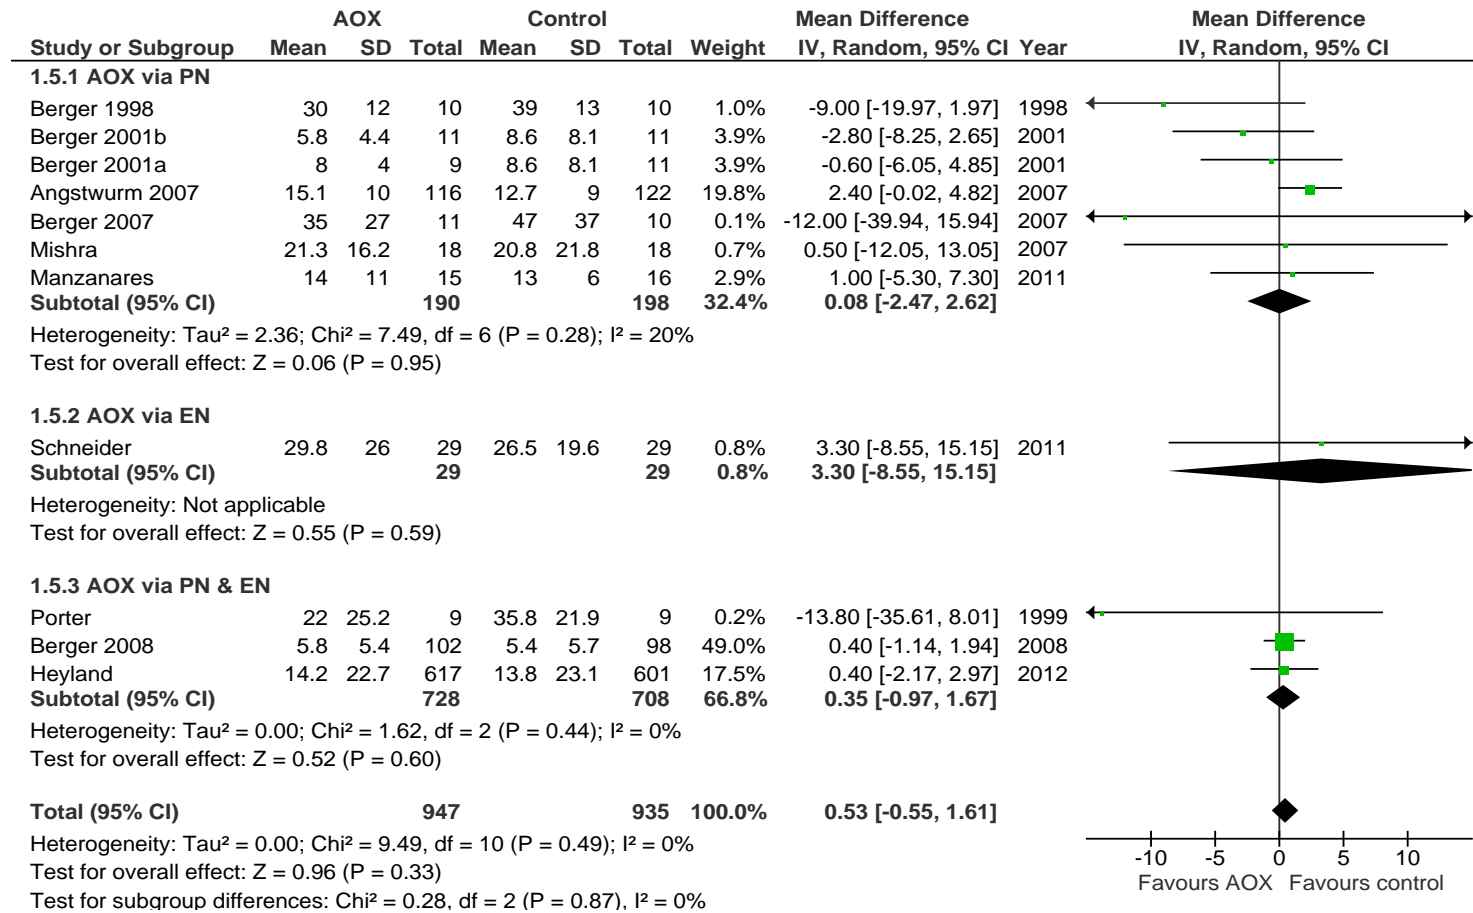 AOX Control Mean Difference Mean Difference
Study or Subgroup Mean SD Total Mean SD Total Weight IV, Random, 95% CI Year IV, Random, 95% CI
1.5.1 AOX via PN
Berger 1998 30 12 10 39 13 10 1.0% -9.00 [-19.97, 1.97] 1998
Berger 2001b 5.8 4.4 11 8.6 8.1 11 3.9% -2.80 [-8.25, 2.65] 2001
Berger 2001a 8 4 9 8.6 8.1 11 3.9% -0.60 [-6.05, 4.85] 2001
Angstwurm 2007 15.1 10 116 12.7 9 122 19.8% 2.40 [-0.02, 4.82] 2007
Berger 2007 35 27 11 47 37 10 0.1% -12.00 [-39.94, 15.94] 2007
Mishra 21.3 16.2 18 20.8 21.8 18 0.7% 0.50 [-12.05, 13.05] 2007
Manzanares 14 11 15 13 6 16 2.9% 1.00 [-5.30, 7.30] 2011
Subtotal (95% CI) 190 198 32.4% 0.08 [-2.47, 2.62]
Heterogeneity: Tau² = 2.36; Chi² = 7.49, df = 6 (P = 0.28); I² = 20%
Test for overall effect: Z = 0.06 (P = 0.95)
1.5.2 AOX via EN
Schneider 29.8 26 29 26.5 19.6 29 0.8% 3.30 [-8.55, 15.15] 2011
Subtotal (95% CI) 29 29 0.8% 3.30 [-8.55, 15.15]
Heterogeneity: Not applicable
Test for overall effect: Z = 0.55 (P = 0.59)
1.5.3 AOX via PN & EN
Porter 22 25.2 9 35.8 21.9 9 0.2% -13.80 [-35.61, 8.01] 1999
Berger 2008 5.8 5.4 102 5.4 5.7 98 49.0% 0.40 [-1.14, 1.94] 2008
Heyland 14.2 22.7 617 13.8 23.1 601 17.5% 0.40 [-2.17, 2.97] 2012
Subtotal (95% CI) 728 708 66.8% 0.35 [-0.97, 1.67]
Heterogeneity: Tau² = 0.00; Chi² = 1.62, df = 2 (P = 0.44); I² = 0%
Test for overall effect: Z = 0.52 (P = 0.60)
Total (95% CI) 947 935 100.0% 0.53 [-0.55, 1.61]
Heterogeneity: Tau² = 0.00; Chi² = 9.49, df = 10 (P = 0.49); I² = 0%
Test for overall effect: Z = 0.96 (P = 0.33)
Test for subgroup differences: Chi² = 0.28, df = 2 (P = 0.87), I² = 0%
-10 -5 0 5 10
Favours AOX Favours control